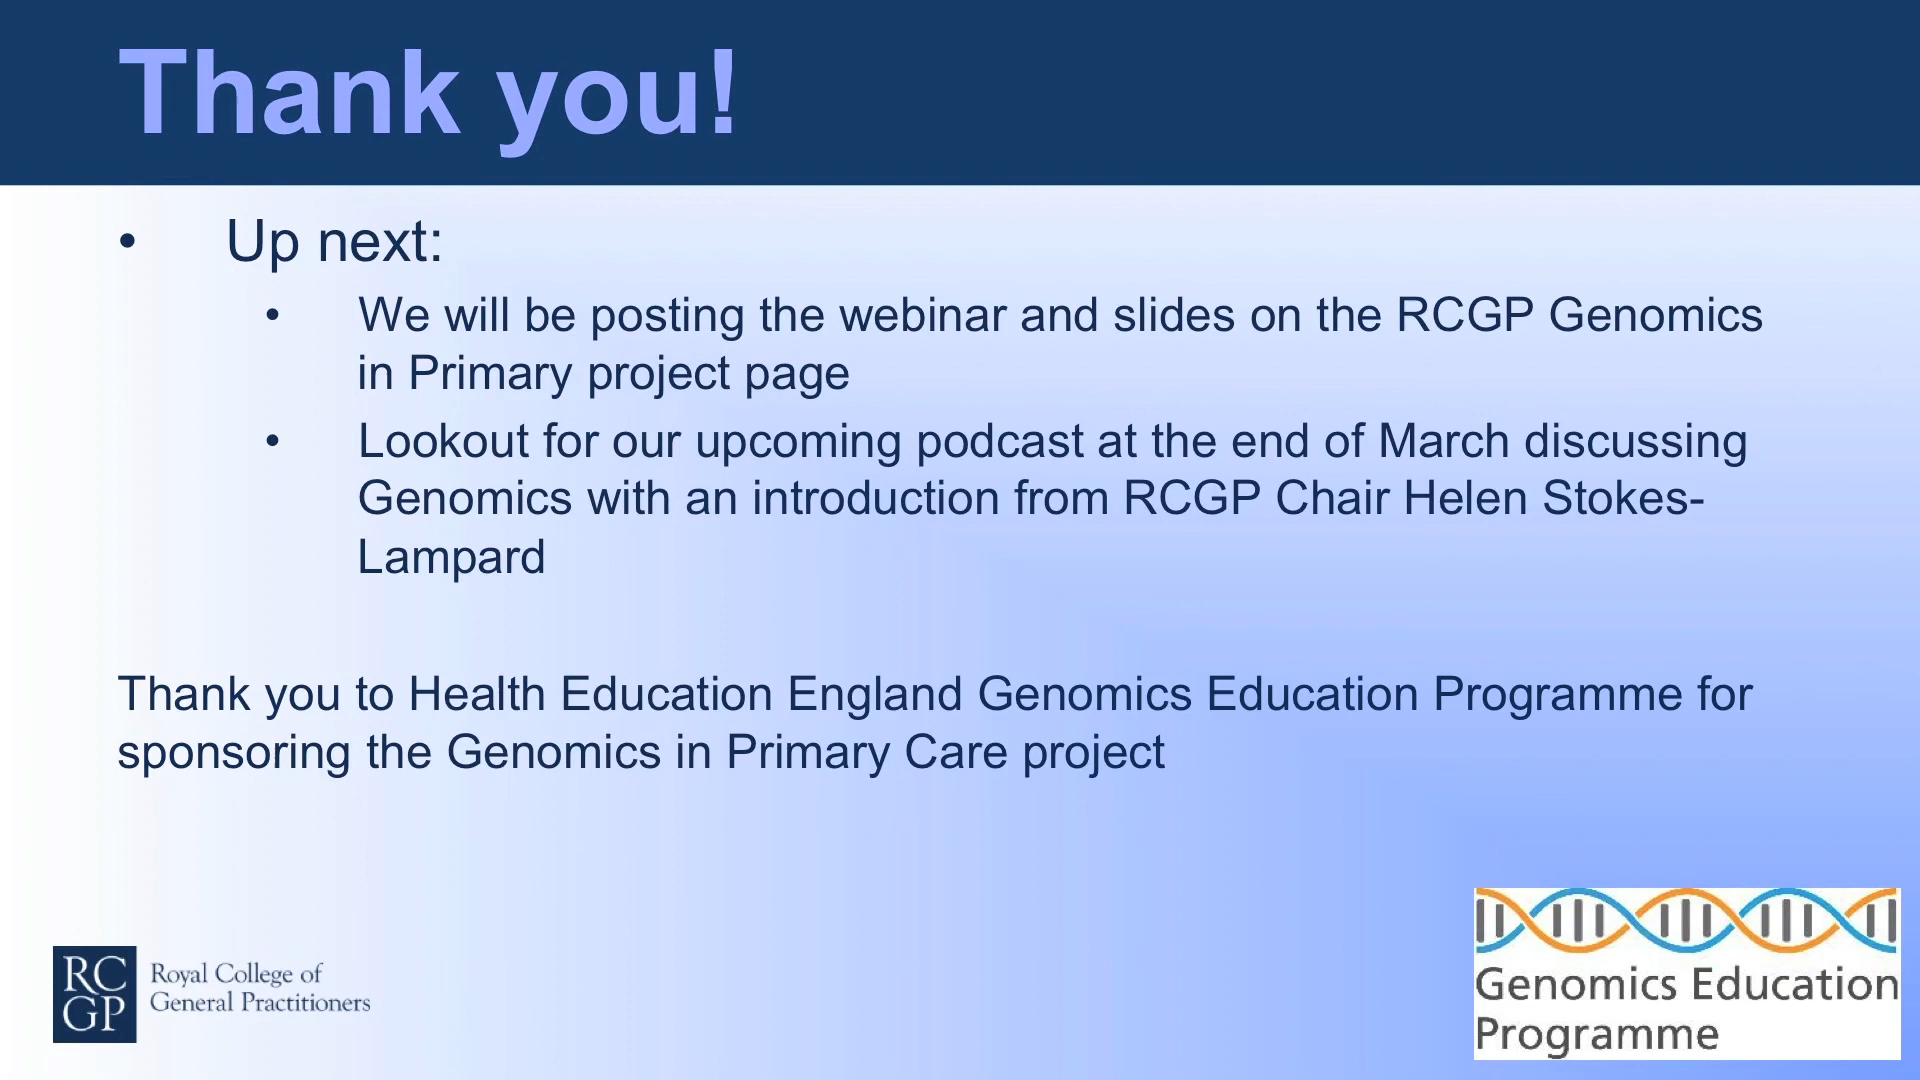 Thank you!
• Up next:
• We will be posting the webinar and slides on the RCGP Genomics
in Primary project page
• Lookout for our upcoming podcast at the end of March discussing
Genomics with an introduction from RCGP Chair Helen Stokes-
Lampard
Thank you to Health Education England Genomics Education Programme for
sponsoring the Genomics in Primary Care project
RC
GP
Royal College of
General Practitioners
Genomics Education
Programme